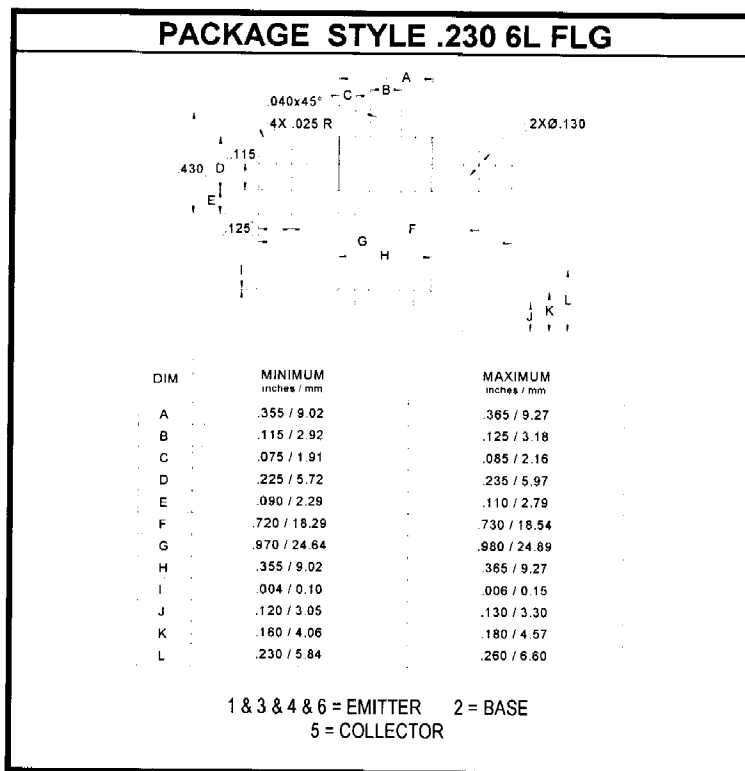 PACKAGE STYLE .230 6L FLG
A
C B
.040x45°
4X .025 R
2XØ.130
.115
.430 D
E
.125
F
G
H
I
J K L
DIM MINIMUM MAXIMUM
inches / mm inches / mm
A .355 / 9.02 .365 / 9.27
B .115 / 2.92 .125 / 3.18
C .075 / 1.91 .085 / 2.16
D .225 / 5.72 .235 / 5.97
E .090 / 2.29 .110 / 2.79
F .720 / 18.29 .730 / 18.54
G .970 / 24.64 .980 / 24.89
H .355 / 9.02 .365 / 9.27
I .004 / 0.10 .006 / 0.15
J .120 / 3.05 .130 / 3.30
K .160 / 4.06 .180 / 4.57
L .230 / 5.84 .260 / 6.60
1 & 3 & 4 & 6 = EMITTER 2 = BASE
5 = COLLECTOR